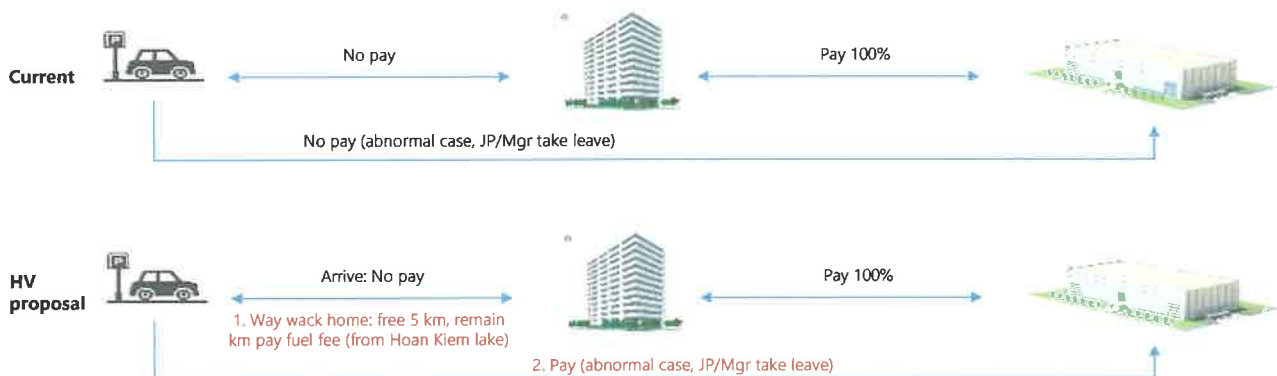 Current
No pay
Pay 100%
No pay (abnormal case, JP/Mgr take leave)
HV
proposal
Arrive: No pay
Pay 100%
1. Way wack home: free 5 km, remain
km pay fuel fee (from Hoan Kiem lake)
2. Pay (abnormal case, JP/Mgr take leave)